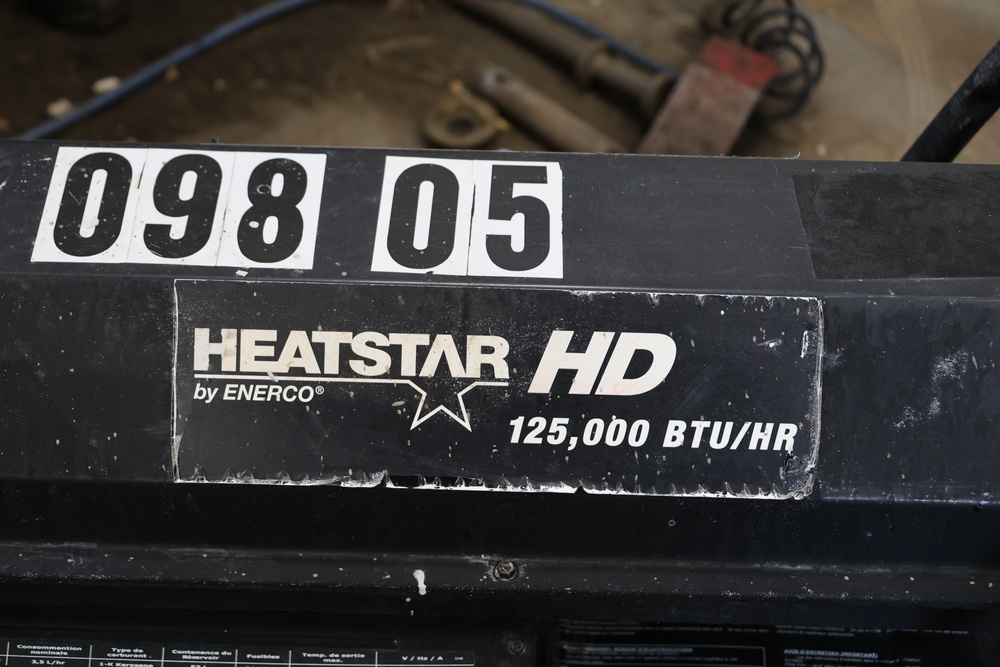 098 05
HEATSTAR HD
by ENERCO®
125,000 BTU/HR
Consommantion nominale
Type de carburant
Contenance du Réservoir
Fusibles
Temp. de sortie max.
V / Hz / A
3,5 L/hr
1-K Kerosene